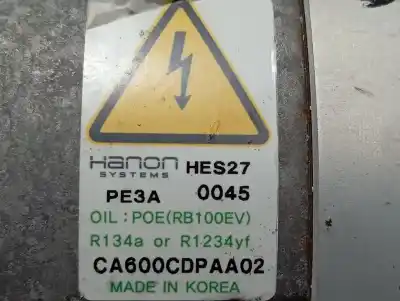 Hanon HES27
SYSTEMS
PE3A 0045
OIL : POE(RB100EV)
R134a or R1234yf
CA600CDPAA02
MADE IN KOREA